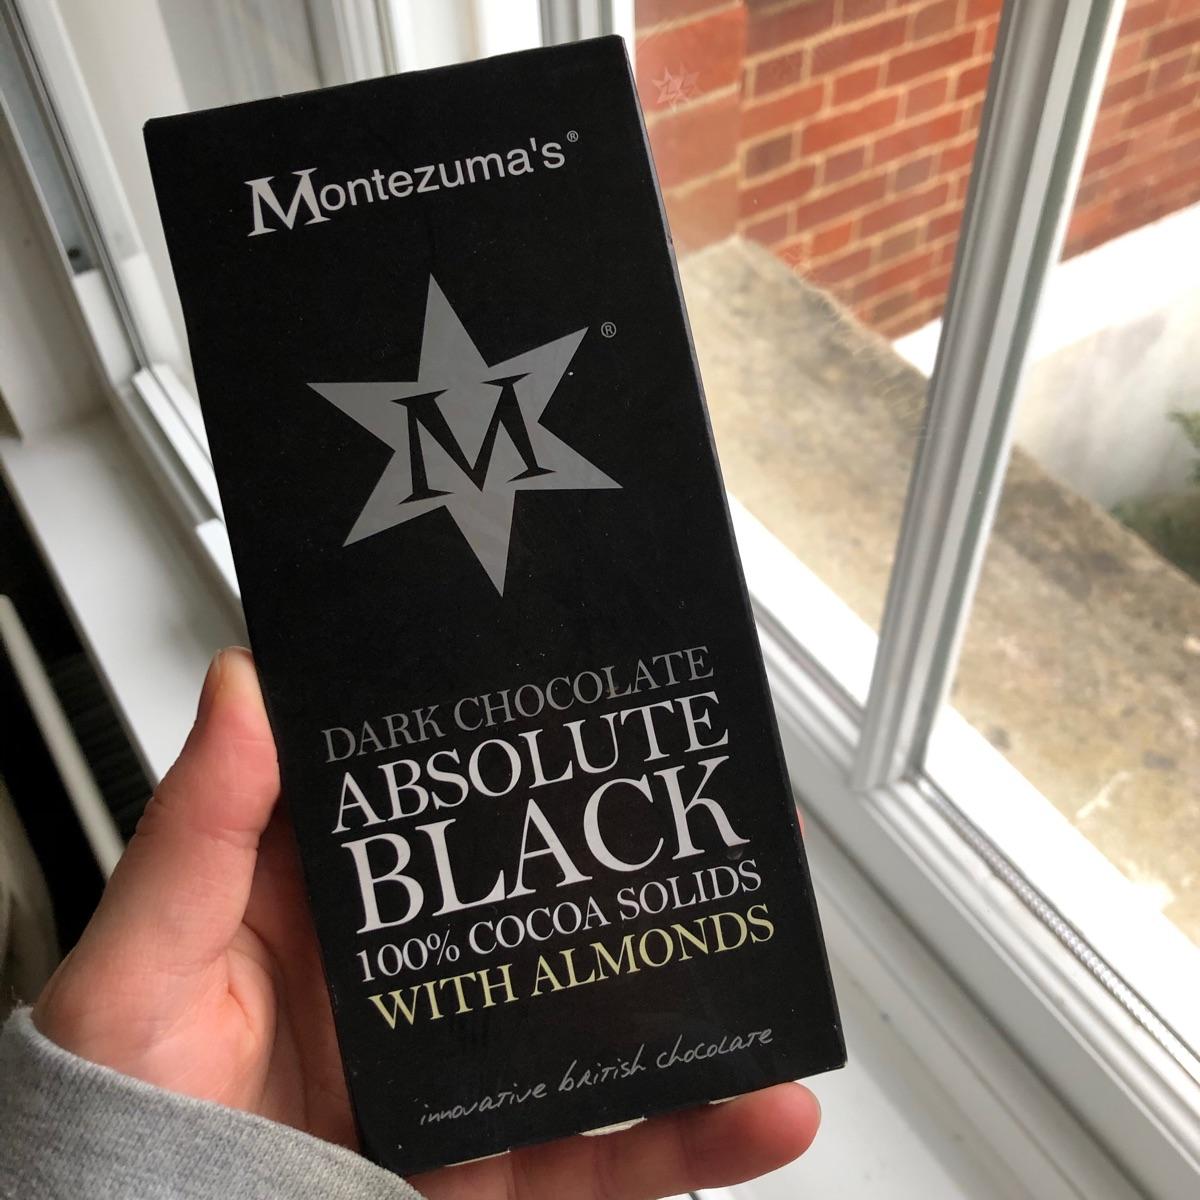 Montezuma's®
M®
DARK CHOCOLATE
ABSOLUTE
BLACK
100% COCOA SOLIDS
WITH ALMONDS
innovative british chocolate